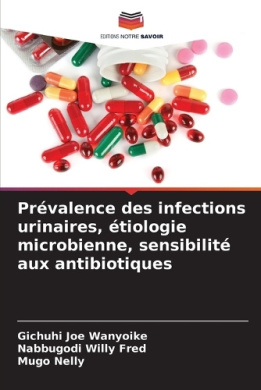 EDITIONS NOTRE SAVOIR
Prévalence des infections
urinaires, étiologie
microbienne, sensibilité
aux antibiotiques
Gichuhi Joe Wanyoike
Nabbugodi Willy Fred
Mugo Nelly